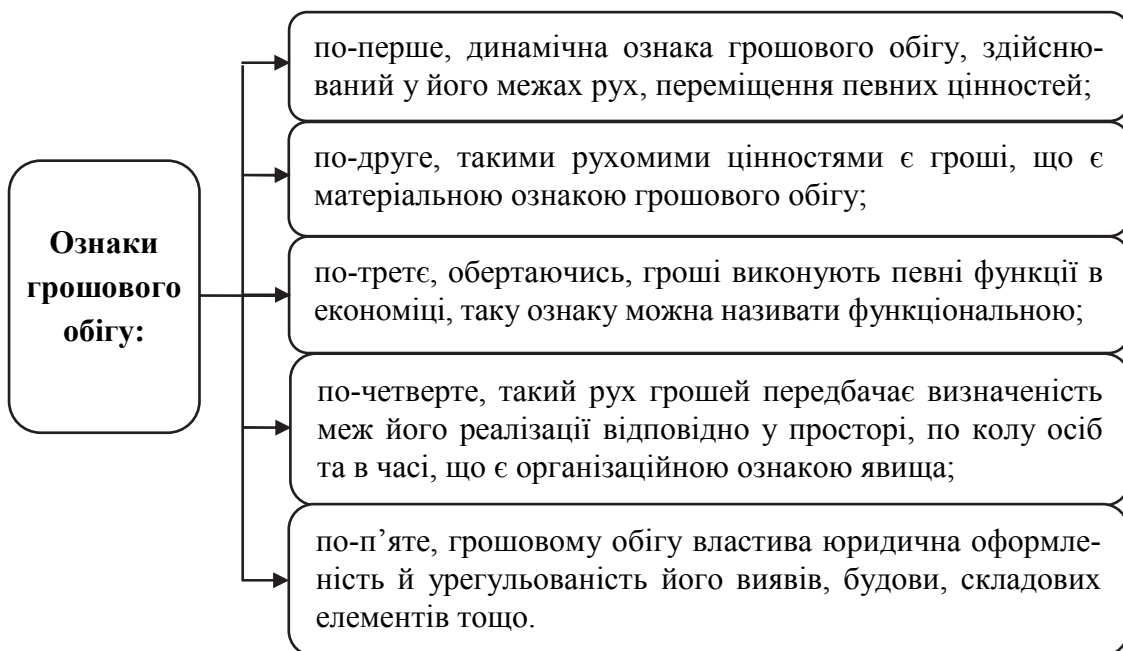 Ознаки
грошового
обігу:
по-перше, динамічна ознака грошового обігу, здійсню-
ваний у його межах рух, переміщення певних цінностей;
по-друге, такими рухомими цінностями є гроші, що є
матеріальною ознакою грошового обігу;
по-третє, обертаючись, гроші виконують певні функції в
економіці, таку ознаку можна називати функціональною;
по-четверте, такий рух грошей передбачає визначеність
меж його реалізації відповідно у просторі, по колу осіб
та в часі, що є організаційною ознакою явища;
по-п’яте, грошовому обігу властива юридична оформле-
ність й урегульованість його виявів, будови, складових
елементів тощо.